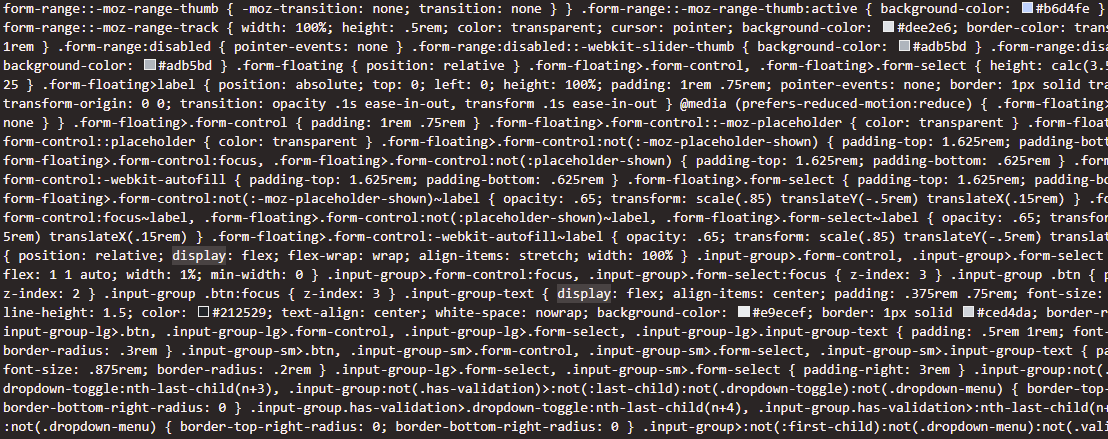 form-range::-moz-range-thumb { -moz-transition: none; transition: none } } .form-range::-moz-range-thumb:active { background-color: #b6d4fe }
form-range::-moz-range-track { width: 100%; height: .5rem; color: transparent; cursor: pointer; background-color: #dee2e6; border-color: tran
1rem } .form-range:disabled { pointer-events: none } .form-range:disabled::-webkit-slider-thumb { background-color: #adb5bd } .form-range:disa
background-color: #adb5bd } .form-floating { position: relative } .form-floating>.form-control, .form-floating>.form-select { height: calc(3.5
25 } .form-floating>label { position: absolute; top: 0; left: 0; height: 100%; padding: 1rem .75rem; pointer-events: none; border: 1px solid tra
transform-origin: 0 0; transition: opacity .1s ease-in-out, transform .1s ease-in-out } @media (prefers-reduced-motion:reduce) { .form-floating>
none } } .form-floating>.form-control { padding: 1rem .75rem } .form-floating>.form-control::-moz-placeholder { color: transparent } .form-float
form-control::placeholder { color: transparent } .form-floating>.form-control:not(:-moz-placeholder-shown) { padding-top: 1.625rem; padding-bott
form-floating>.form-control:focus, .form-floating>.form-control:not(:placeholder-shown) { padding-top: 1.625rem; padding-bottom: .625rem } .form
form-control:-webkit-autofill { padding-top: 1.625rem; padding-bottom: .625rem } .form-floating>.form-select { padding-top: 1.625rem; padding-bo
form-control:not(:-moz-placeholder-shown)~label { opacity: .65; transform: scale(.85) translateY(-.5rem) translateX(.15rem) } .fo
form-control:focus~label, .form-floating>.form-control:not(:placeholder-shown)~label, .form-floating>.form-select~label { opacity: .65; transfor
5rem) translateX(.15rem) } .form-floating>.form-control:-webkit-autofill~label { opacity: .65; transform: scale(.85) translateY(-.5rem) translat
{ position: relative; display: flex; flex-wrap: wrap; align-items: stretch; width: 100% } .input-group>.form-control, .input-group>.form-select
flex: 1 1 auto; width: 1%; min-width: 0 } .input-group>.form-control:focus, .input-group>.form-select:focus { z-index: 3 } .input-group .btn { p
z-index: 2 } .input-group .btn:focus { z-index: 3 } .input-group-text { display: flex; align-items: center; padding: .375rem .75rem; font-size:
line-height: 1.5; color: #212529; text-align: center; white-space: nowrap; background-color: #e9ecef; border: 1px solid #ced4da; border-r
input-group-lg>.btn, .input-group-lg>.form-control, .input-group-lg>.form-select, .input-group-lg>.input-group-text { padding: .5rem 1rem; font-
border-radius: .3rem } .input-group-sm>.btn, .input-group-sm>.form-control, .input-group-sm>.form-select, .input-group-sm>.input-group-text { pa
font-size: .875rem; border-radius: .2rem } .input-group-lg>.form-select, .input-group-sm>.form-select { padding-right: 3rem } .input-group:not(.
dropdown-toggle:nth-last-child(n+3), .input-group:not(.has-validation)>:not(:last-child):not(.dropdown-toggle):not(.dropdown-menu) { border-top-
border-bottom-right-radius: 0 } .input-group.has-validation>.dropdown-toggle:nth-last-child(n+4), .input-group.has-validation>:nth-last-child(n+
:not(.dropdown-menu) { border-top-right-radius: 0; border-bottom-right-radius: 0 } .input-group>:not(:first-child):not(.dropdown-menu):not(.vali